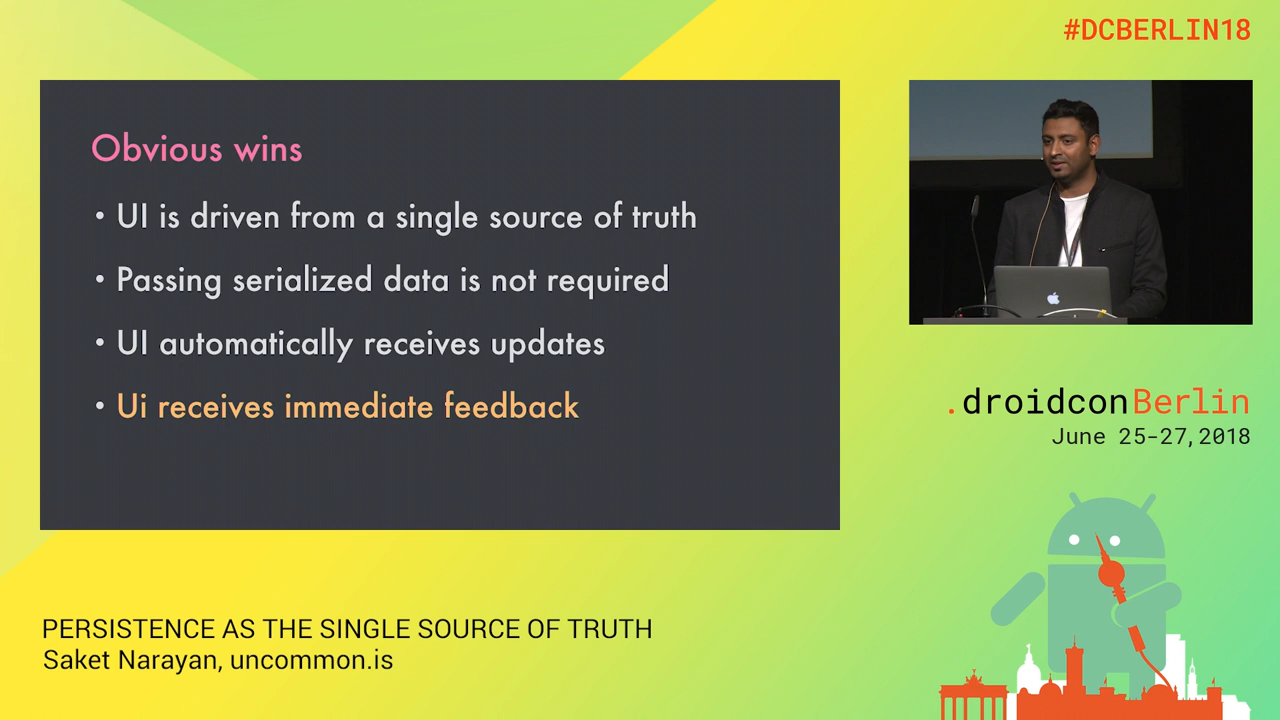 #DCBERLIN18
Obvious wins
• UI is driven from a single source of truth
• Passing serialized data is not required
• UI automatically receives updates
• Ui receives immediate feedback
.droidconBerlin
June 25-27, 2018
PERSISTENCE AS THE SINGLE SOURCE OF TRUTH
Saket Narayan, uncommon.is